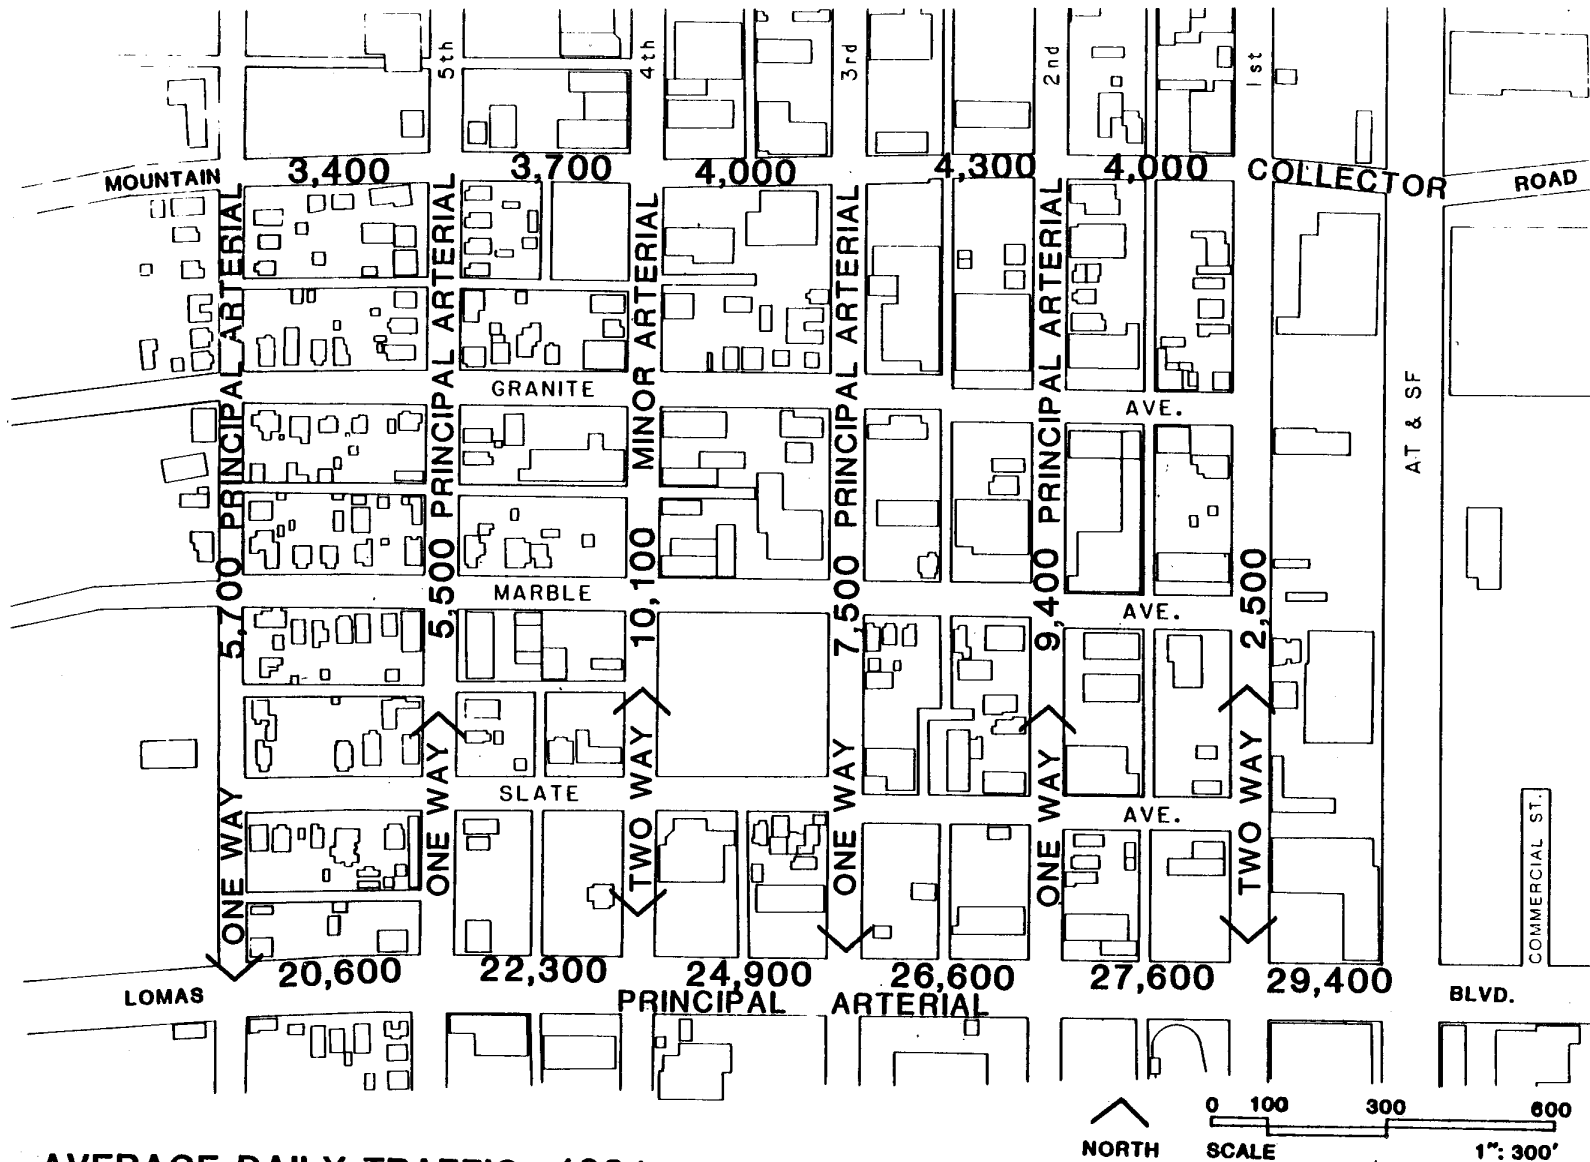 5th
4th
3rd
2nd
1st
3,400
3,700
4,000
4,300
4,000
COLLECTOR
MOUNTAIN
ROAD
5,700 PRINCIPAL ARTERIAL
5,500 PRINCIPAL ARTERIAL
10,100 MINOR ARTERIAL
7,500 PRINCIPAL ARTERIAL
9,400 PRINCIPAL ARTERIAL
2,500
AT & SF
GRANITE
AVE.
MARBLE
AVE.
SLATE
AVE.
ONE WAY
ONE WAY
TWO WAY
ONE WAY
ONE WAY
TWO WAY
COMMERCIAL ST.
20,600
22,300
24,900
26,600
27,600
29,400
LOMAS
PRINCIPAL ARTERIAL
BLVD.
0 100 300 600
NORTH
SCALE
1": 300'
AVERAGE DAILY TRAFFIC